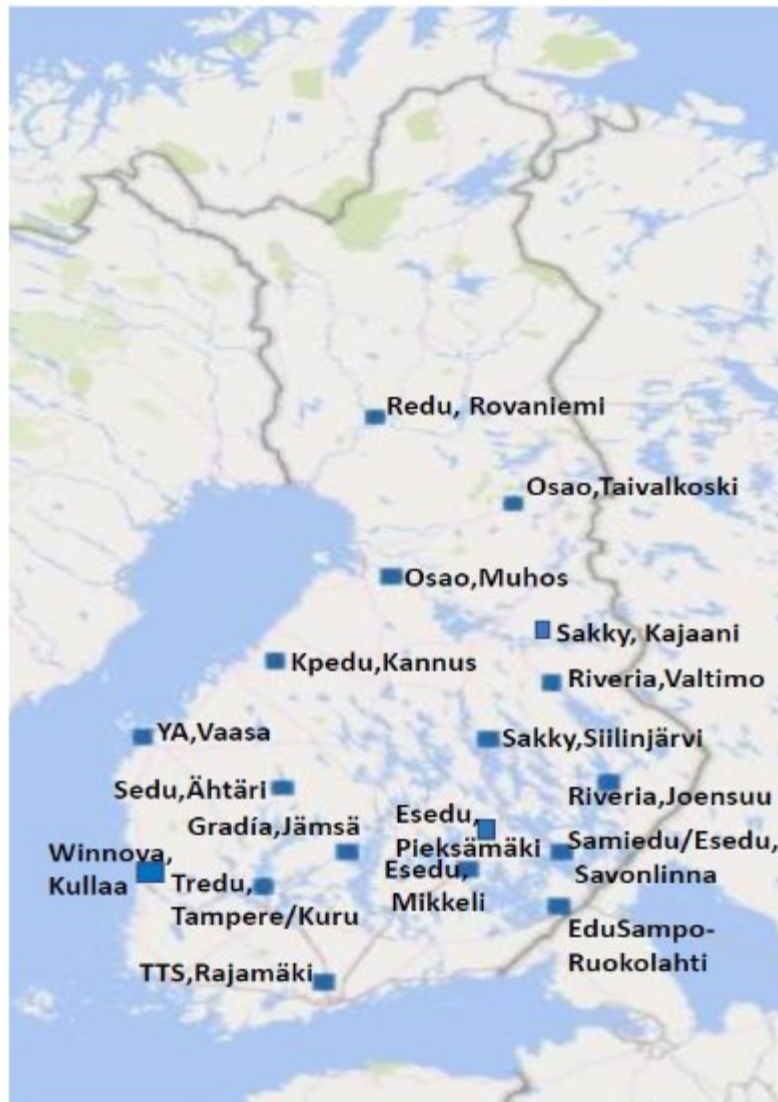 Redu, Rovaniemi
Osao,Taivalkoski
Osao,Muhos
Sakky, Kajaani
Kpedu,Kannus
Riveria,Valtimo
YA,Vaasa
Sakky,Siilinjärvi
Sedu,Ähtäri
Riveria,Joensuu
Gradía,Jämsä
Esedu,
Pieksämäki
Winnova,
Kullaa
Tredu,
Tampere/Kuru
Esedu,
Mikkeli
Samiedu/Esedu,
Savonlinna
EduSampo-
Ruokolahti
TTS,Rajamäki